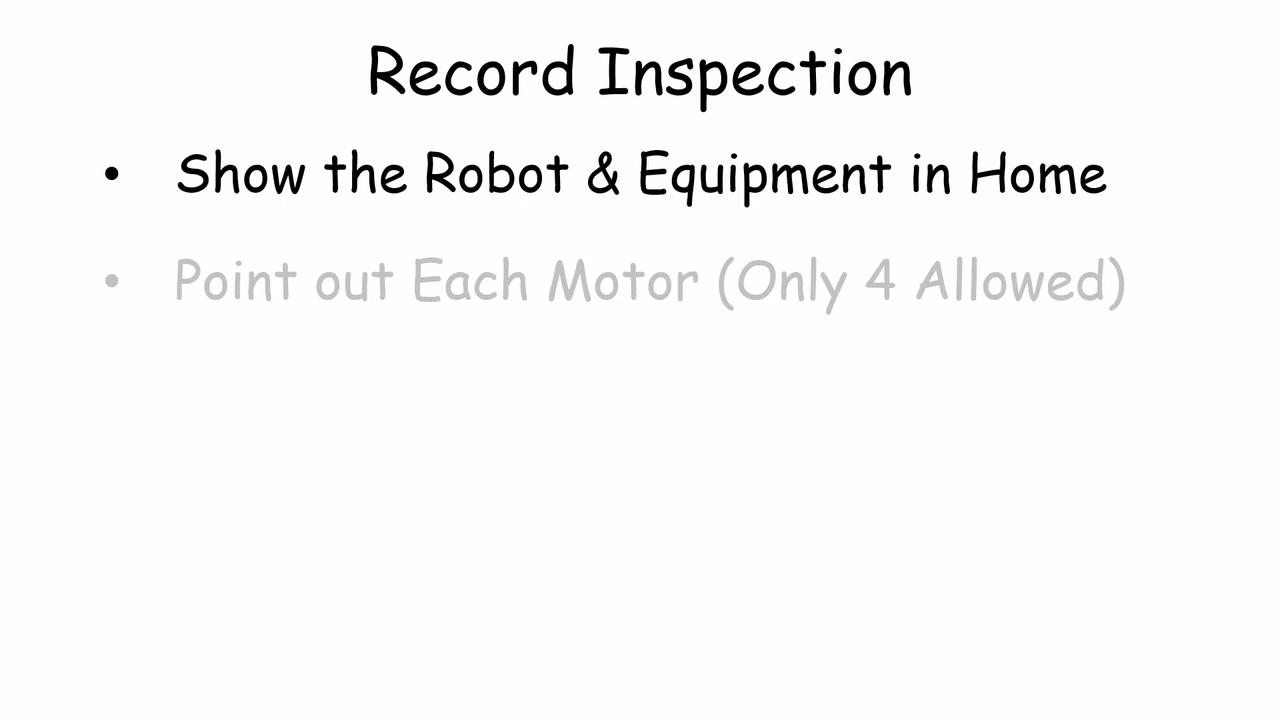 Record Inspection
• Show the Robot & Equipment in Home
• Point out Each Motor (Only 4 Allowed)